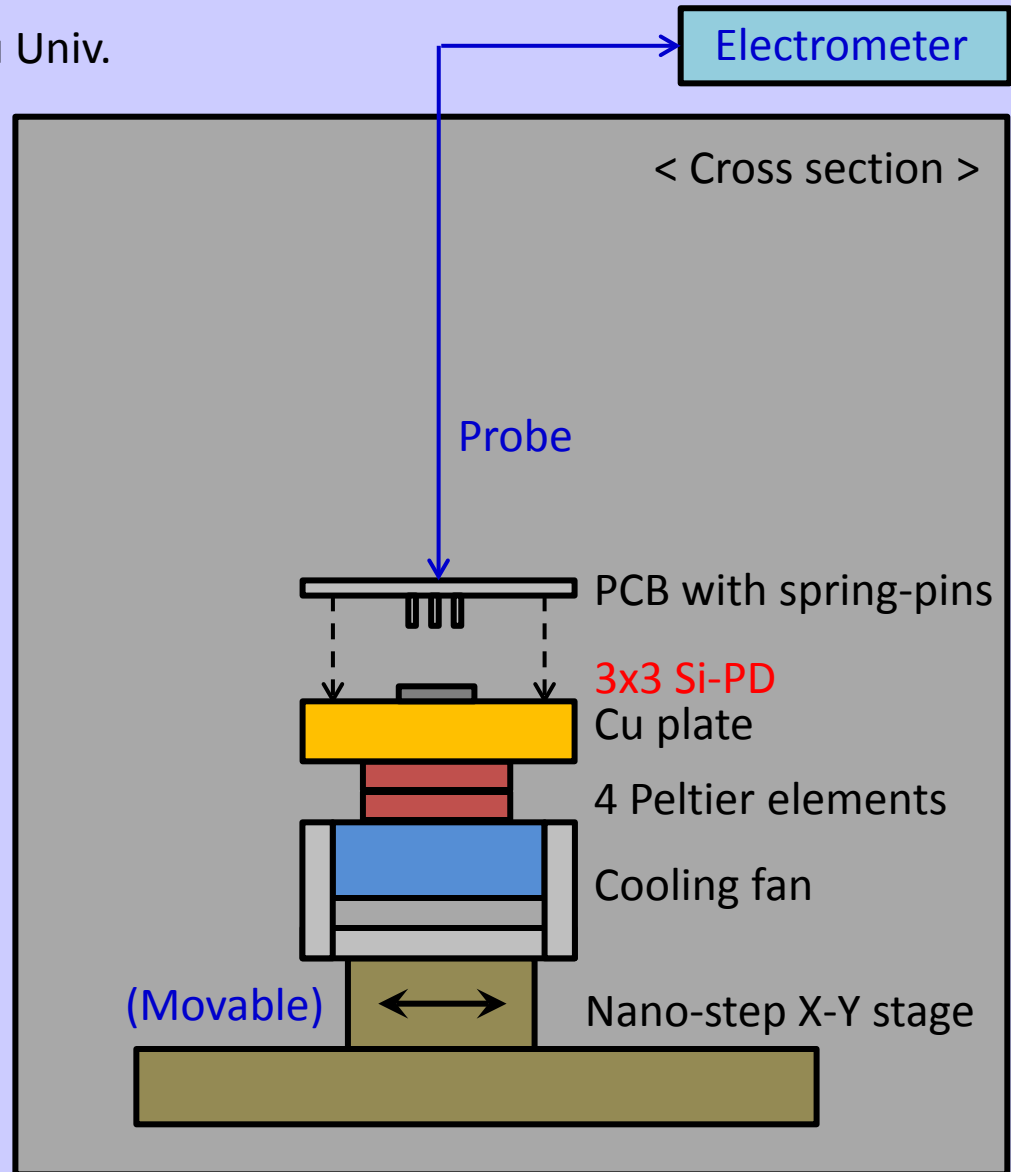 Univ.
Electrometer
< Cross section >
Probe
PCB with spring-pins
3x3 Si-PD
Cu plate
4 Peltier elements
Cooling fan
(Movable)
Nano-step X-Y stage